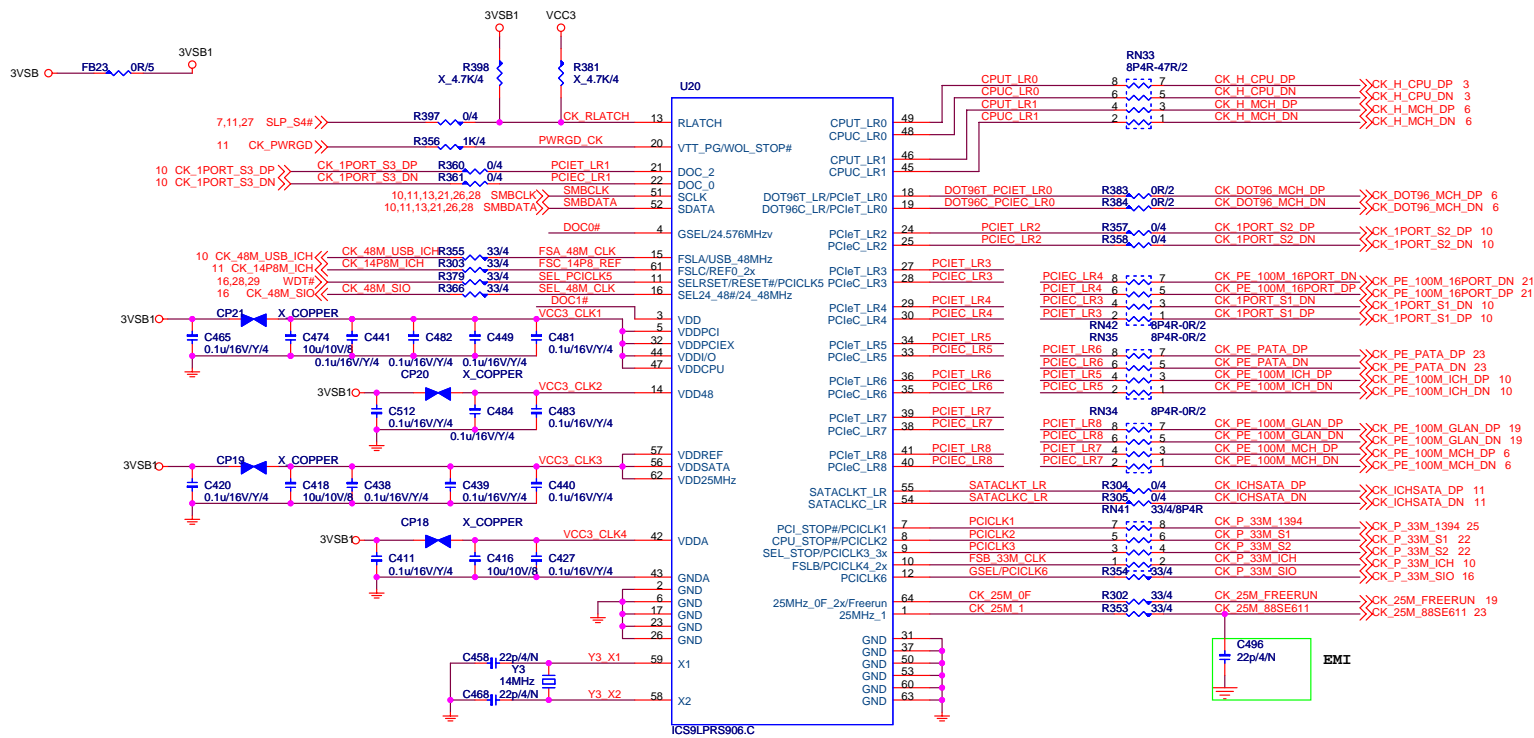 3VSB FB23 0R/5 3VSB1
3VSB1 VCC3
R398 X_4.7K/4 R381 X_4.7K/4
U20
RN33
8P4R-47R/2
7,11,27 SLP_S4# R397 0/4 CK_RLATCH 13 RLATCH
11 CK_PWRGD R356 1K/4 PWRGD_CK 20 VTT_PG/WOL_STOP#
10 CK_1PORT_S3_DP CK_1PORT_S3_DP R360 0/4 PCIET_LR1 21 DOC_2
10 CK_1PORT_S3_DN CK_1PORT_S3_DN R361 0/4 PCIEC_LR1 22 DOC_0
10,11,13,21,26,28 SMBCLK SMBCLK 51 SCLK
10,11,13,21,26,28 SMBDATA SMBDATA 52 SDATA
DOC0# 4 GSEL/24.576MHzv
10 CK_48M_USB_ICH CK_48M_USB_ICH R355 33/4 FSA_48M_CLK 15 FSLA/USB_48MHz
11 CK_14P8M_ICH CK_14P8M_ICH R303 33/4 FSC_14P8_REF 61 FSLC/REF0_2x
16,28,29 WDT# R379 33/4 SEL_PCICLK5 11 SELRSET/RESET#/PCICLK5
16 CK_48M_SIO CK_48M_SIO R366 33/4 SEL_48M_CLK 16 SEL24_48#/24_48MHz
DOC1# 3 VDD
3VSB1 CP21 X_COPPER VCC3_CLK1
5 VDDPCI
32 VDDPCIEX
44 VDDI/O
47 VDDCPU
C465 0.1u/16V/Y/4
C474 10u/10V/8
C441 0.1u/16V/Y/4
C482 0.1u/16V/Y/4
C449 0.1u/16V/Y/4
C481 0.1u/16V/Y/4
3VSB1 CP20 X_COPPER VCC3_CLK2 14 VDD48
C512 0.1u/16V/Y/4
C484 0.1u/16V/Y/4
C483 0.1u/16V/Y/4
3VSB1 CP19 X_COPPER VCC3_CLK3
57 VDDREF
56 VDDSATA
62 VDD25MHz
C420 0.1u/16V/Y/4
C418 10u/10V/8
C438 0.1u/16V/Y/4
C439 0.1u/16V/Y/4
C440 0.1u/16V/Y/4
3VSB1 CP18 X_COPPER VCC3_CLK4 42 VDDA
C411 0.1u/16V/Y/4
C416 10u/10V/8
C427 0.1u/16V/Y/4
43 GNDA
2 GND
6 GND
17 GND
23 GND
26 GND
C458 22p/4/N Y3_X1 59 X1
Y3
14MHz
C468 22p/4/N Y3_X2 58 X2
ICS9LPRS906.C
CPUT_LR0 49 CPUT_LR0 8 7 CK_H_CPU_DP CK_H_CPU_DP 3
CPUC_LR0 48 CPUC_LR0 6 5 CK_H_CPU_DN CK_H_CPU_DN 3
CPUT_LR1 46 CPUT_LR1 4 3 CK_H_MCH_DP CK_H_MCH_DP 6
CPUC_LR1 45 CPUC_LR1 2 1 CK_H_MCH_DN CK_H_MCH_DN 6
DOT96T_LR/PCIeT_LR0 18 DOT96T_PCIET_LR0 R383 0R/2 CK_DOT96_MCH_DP CK_DOT96_MCH_DP 6
DOT96C_LR/PCIeT_LR0 19 DOT96C_PCIEC_LR0 R384 0R/2 CK_DOT96_MCH_DN CK_DOT96_MCH_DN 6
PCIeT_LR2 24 PCIET_LR2 R357 0/4 CK_1PORT_S2_DP CK_1PORT_S2_DP 10
PCIeC_LR2 25 PCIEC_LR2 R358 0/4 CK_1PORT_S2_DN CK_1PORT_S2_DN 10
PCIeT_LR3 27 PCIET_LR3
PCIeC_LR3 28 PCIEC_LR3
PCIeT_LR4 29 PCIET_LR4
PCIeC_LR4 30 PCIEC_LR4
PCIeT_LR5 34 PCIET_LR5
PCIeC_LR5 33 PCIEC_LR5
PCIeT_LR6 36 PCIET_LR6
PCIeC_LR6 35 PCIEC_LR6
PCIeT_LR7 39 PCIET_LR7
PCIeC_LR7 38 PCIEC_LR7
PCIeT_LR8 41 PCIET_LR8
PCIeC_LR8 40 PCIEC_LR8
PCIEC_LR4 8 7 CK_PE_100M_16PORT_DN CK_PE_100M_16PORT_DN 21
PCIET_LR4 6 5 CK_PE_100M_16PORT_DP CK_PE_100M_16PORT_DP 21
PCIEC_LR3 4 3 CK_1PORT_S1_DN CK_1PORT_S1_DN 10
PCIET_LR3 2 1 CK_1PORT_S1_DP CK_1PORT_S1_DP 10
RN42 8P4R-0R/2
RN35 8P4R-0R/2
PCIET_LR6 8 7 CK_PE_PATA_DP CK_PE_PATA_DP 23
PCIEC_LR6 6 5 CK_PE_PATA_DN CK_PE_PATA_DN 23
PCIET_LR5 4 3 CK_PE_100M_ICH_DP CK_PE_100M_ICH_DP 10
PCIEC_LR5 2 1 CK_PE_100M_ICH_DN CK_PE_100M_ICH_DN 10
RN34 8P4R-0R/2
PCIET_LR8 8 7 CK_PE_100M_GLAN_DP CK_PE_100M_GLAN_DP 19
PCIEC_LR8 6 5 CK_PE_100M_GLAN_DN CK_PE_100M_GLAN_DN 19
PCIET_LR7 4 3 CK_PE_100M_MCH_DP CK_PE_100M_MCH_DP 6
PCIEC_LR7 2 1 CK_PE_100M_MCH_DN CK_PE_100M_MCH_DN 6
SATACLKT_LR 55 SATACLKT_LR R304 0/4 CK_ICHSATA_DP CK_ICHSATA_DP 11
SATACLKC_LR 54 SATACLKC_LR R305 0/4 CK_ICHSATA_DN CK_ICHSATA_DN 11
RN41 33/4/8P4R
PCI_STOP#/PCICLK1 7 PCICLK1 7 8 CK_P_33M_1394 CK_P_33M_1394 25
CPU_STOP#/PCICLK2 8 PCICLK2 5 6 CK_P_33M_S1 CK_P_33M_S1 22
SEL_STOP/PCICLK3_3x 9 PCICLK3 3 4 CK_P_33M_S2 CK_P_33M_S2 22
FSLB/PCICLK4_2x 10 FSB_33M_CLK 1 2 CK_P_33M_ICH CK_P_33M_ICH 10
PCICLK6 12 GSEL/PCICLK6 R354 33/4 CK_P_33M_SIO CK_P_33M_SIO 16
25MHz_0F_2x/Freerun 64 CK_25M_0F R302 33/4 CK_25M_FREERUN CK_25M_FREERUN 19
25MHz_1 1 CK_25M_1 R353 33/4 CK_25M_88SE611 CK_25M_88SE611 23
GND 31
GND 37
GND 50
GND 53
GND 60
GND 63
C496
22p/4/N
EMI